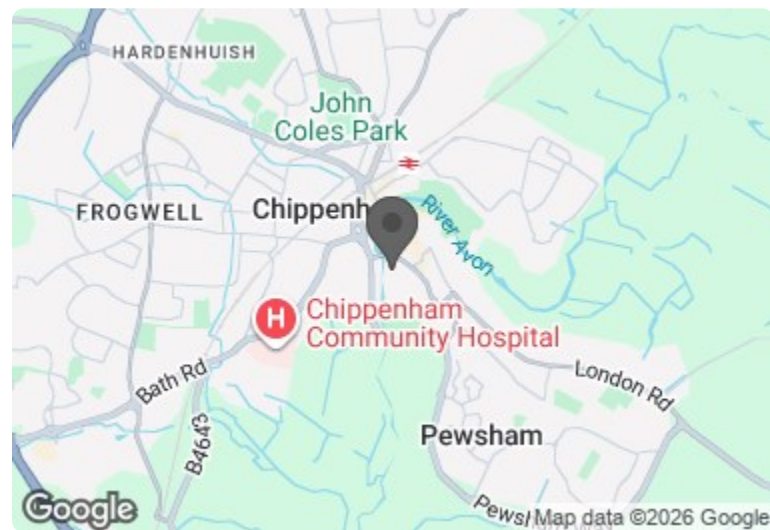 HARDENHUISH
John
Coles Park
FROGWELL
Chippenh
River Avon
H
Chippenham
Community Hospital
Bath Rd
London Rd
B4643
Pewsham
Google
Pewsh
Map data ©2026 Google